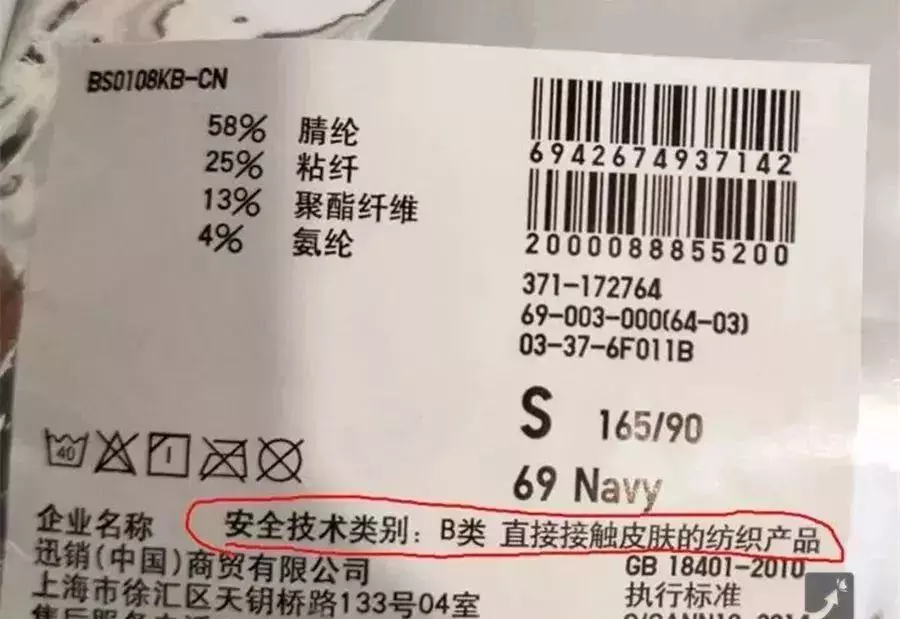 BS0108KB-CN
58% 腈纶
25% 粘纤
13% 聚酯纤维
4% 氨纶
6942674937142
2000088855200
371-172764
69-003-000(64-03)
03-37-6F011B
S 165/90
69 Navy
40
企业名称
安全技术类别：B类 直接接触皮肤的纺织产品
迅销(中国)商贸有限公司
GB 18401-2010
上海市徐汇区天钥桥路133号04室
执行标准